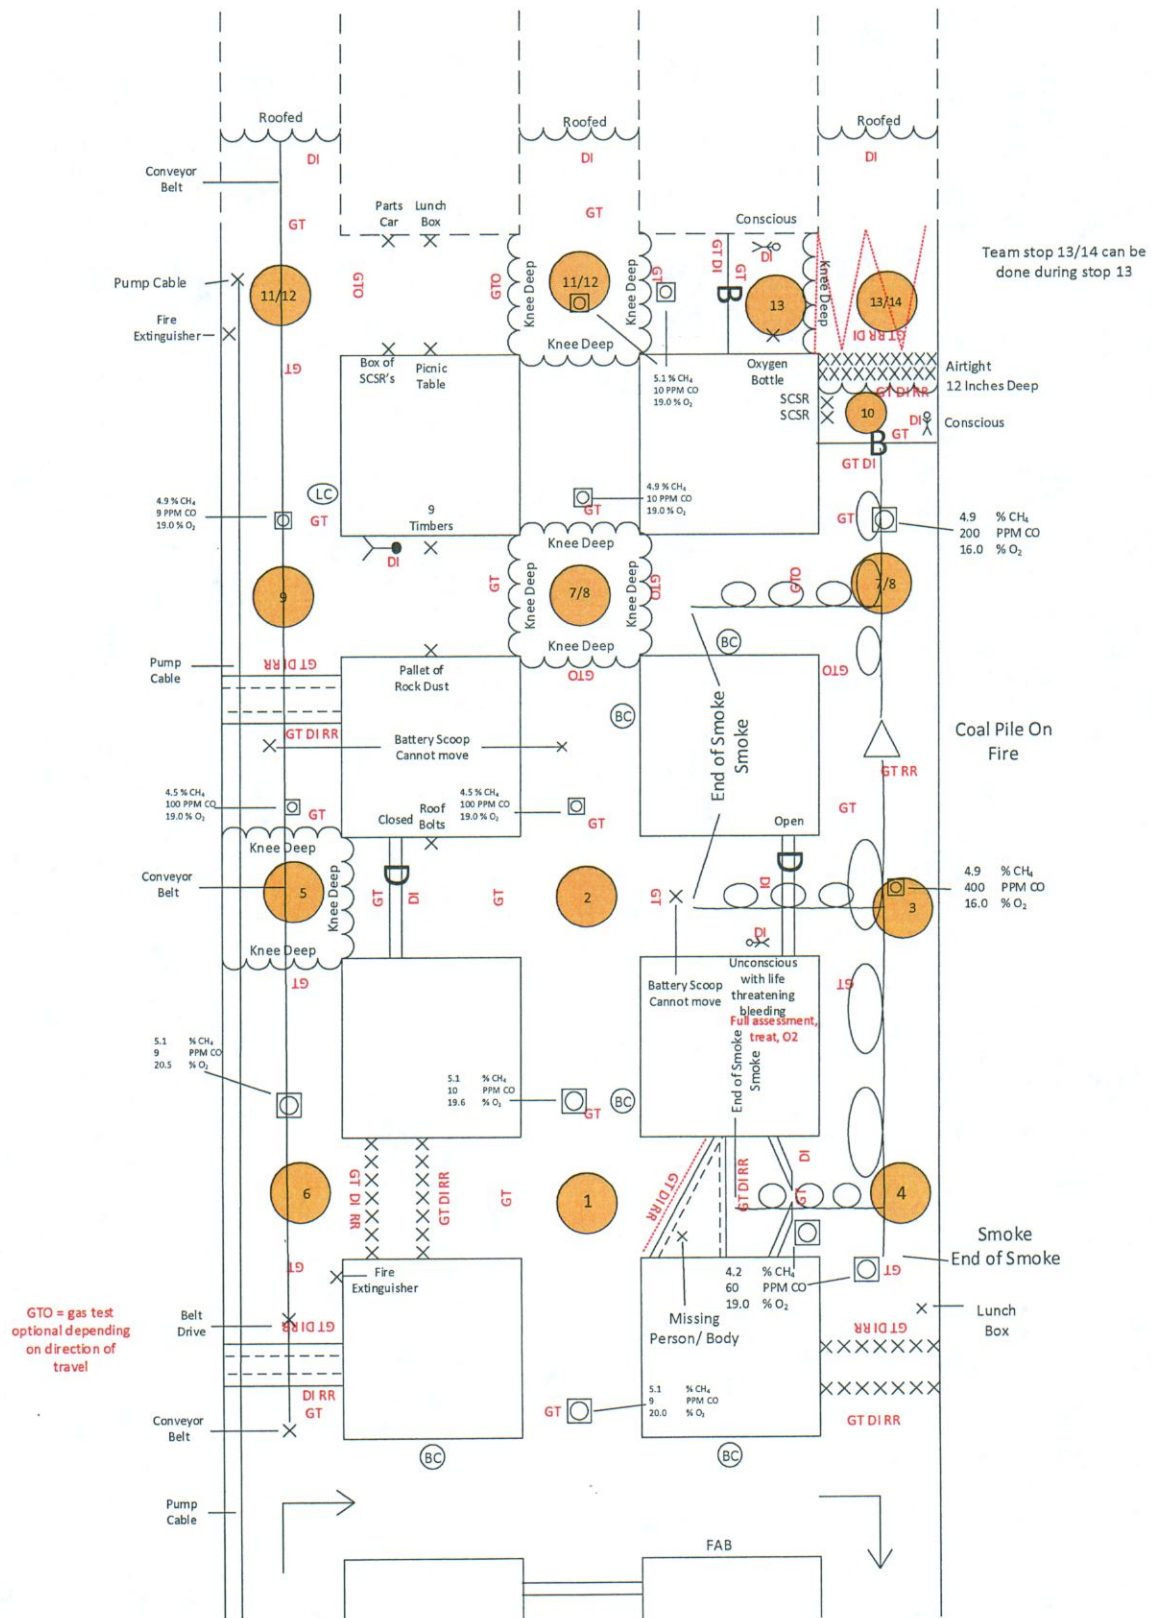 Roofed
Roofed
Roofed
DI
DI
DI
Conveyor
Belt
GT
GT
Parts
Car
Lunch
Box
Conscious
DI
GT DI
GT
Team stop 13/14 can be
done during stop 13
Pump Cable
11/12
GTO
GTO
Knee Deep
11/12
Knee Deep
GT
B
13
Knee Deep
13/14
Fire
Extinguisher
GT RR DI
Knee Deep
GT
Box of
SCSR's
Picnic
Table
5.1 % CH₄
10 PPM CO
19.0 % O₂
Oxygen
Bottle
Airtight
12 Inches Deep
GT DI RR
SCSR
SCSR
10
DI
Conscious
GT
B
GT DI
LC
4.9 % CH₄
9 PPM CO
19.0 % O₂
GT
9
Timbers
GT
4.9 % CH₄
10 PPM CO
19.0 % O₂
GT
4.9 % CH₄
200 PPM CO
16.0 % O₂
DI
Knee Deep
9
GT
Knee Deep
7/8
Knee Deep
GTO
GTO
7/8
Knee Deep
BC
Pump
Cable
GT DI RR
Pallet of
Rock Dust
GTO
GTO
BC
End of Smoke
Smoke
GT DI RR
Battery Scoop
Cannot move
Coal Pile On
Fire
GT RR
4.5 % CH₄
100 PPM CO
19.0 % O₂
GT
Closed
Roof
Bolts
4.5 % CH₄
100 PPM CO
19.0 % O₂
GT
Open
GT
Knee Deep
Conveyor
Belt
5
Knee Deep
GT
D
DI
GT
2
GT
DI
D
3
4.9 % CH₄
400 PPM CO
16.0 % O₂
Knee Deep
GT
DI
Battery Scoop
Cannot move
Unconscious
with life
threatening
bleeding
Full assessment,
treat, O2
GT
End of Smoke
Smoke
5.1 % CH₄
9 PPM CO
20.5 % O₂
5.1 % CH₄
10 PPM CO
19.6 % O₂
GT
BC
6
GT DI RR
GT DI RR
GT
1
GT DI RR
GT DI RR
DI
GT
4
GT
Fire
Extinguisher
4.2 % CH₄
60 PPM CO
19.0 % O₂
GT
Smoke
End of Smoke
GTO = gas test
optional depending
on direction of
travel
Belt
Drive
GT DI RR
Missing
Person/ Body
GT DI RR
Lunch
Box
DI RR
GT
GT
5.1 % CH₄
9 PPM CO
20.0 % O₂
GT DI RR
Conveyor
Belt
BC
BC
Pump
Cable
FAB